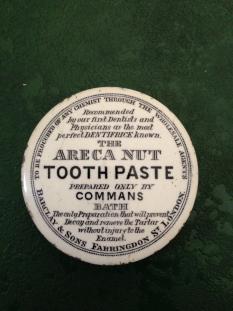 TO BE PROCURED OF ANY CHEMIST THROUGH THE WHOLESALE AGENTS
BARCLAY & SONS FARRINGDON ST LONDON.
Recommended
by our first Dentists and
Physicians as the most
perfect DENTIFRICE known.
THE
ARECA NUT
TOOTH PASTE
PREPARED ONLY BY
COMMANS
BATH
The only Preparation that will prevent
Decay and remove the Tartar
without injury to the
Enamel.